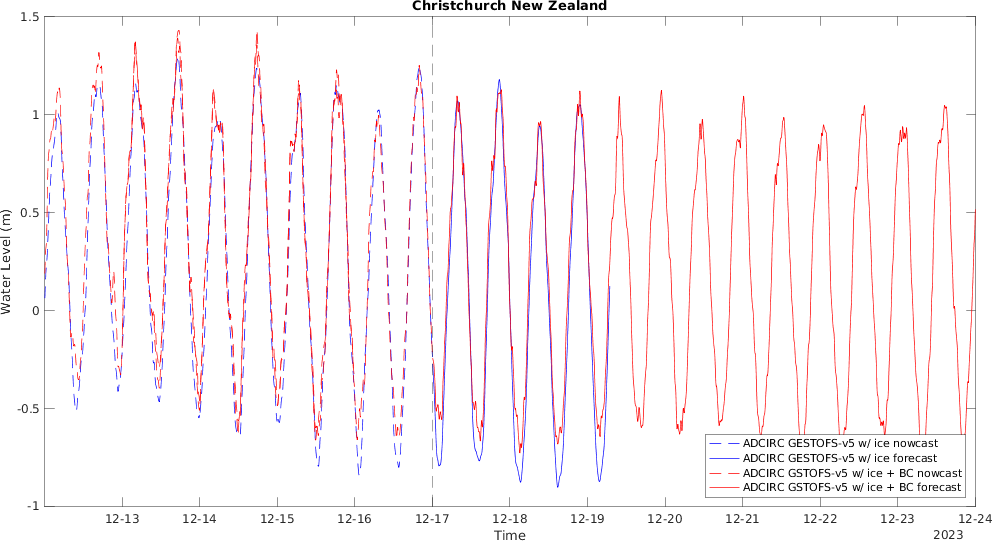 Christchurch New Zealand
Water Level (m)
1.5
1
0.5
0
-0.5
-1
ADCIRC GESTOFS-v5 w/ ice nowcast
ADCIRC GESTOFS-v5 w/ ice forecast
ADCIRC GSTOFS-v5 w/ ice + BC nowcast
ADCIRC GSTOFS-v5 w/ ice + BC forecast
12-13 12-14 12-15 12-16 12-17 12-18 12-19 12-20 12-21 12-22 12-23 12-24
Time
2023